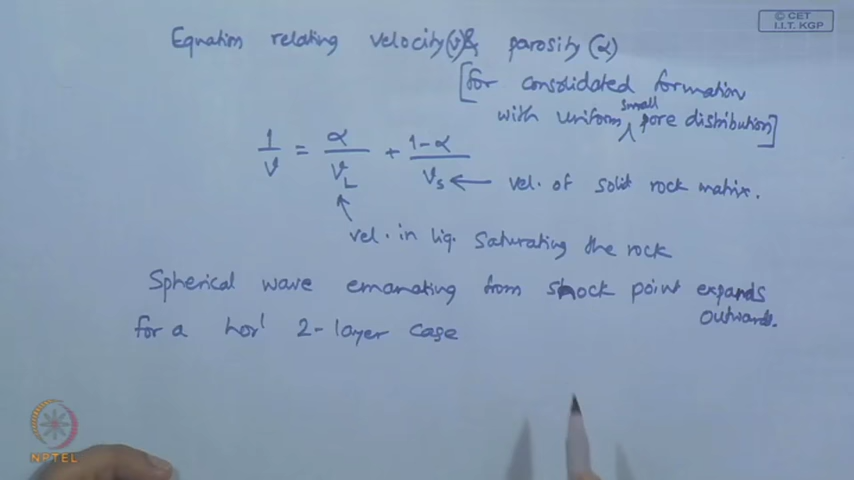 © CET
I.I.T. KGP
Equation relating velocity (v) & porosity (α)
[for consolidated formation
with uniform small pore distribution]
1/v = α/v_L + 1-α/v_s ← vel. of solid rock matrix.
vel. in liq. saturating the rock
Spherical wave emanating from shock point expands
outwards.
for a hor'l 2-layer case
NPTEL